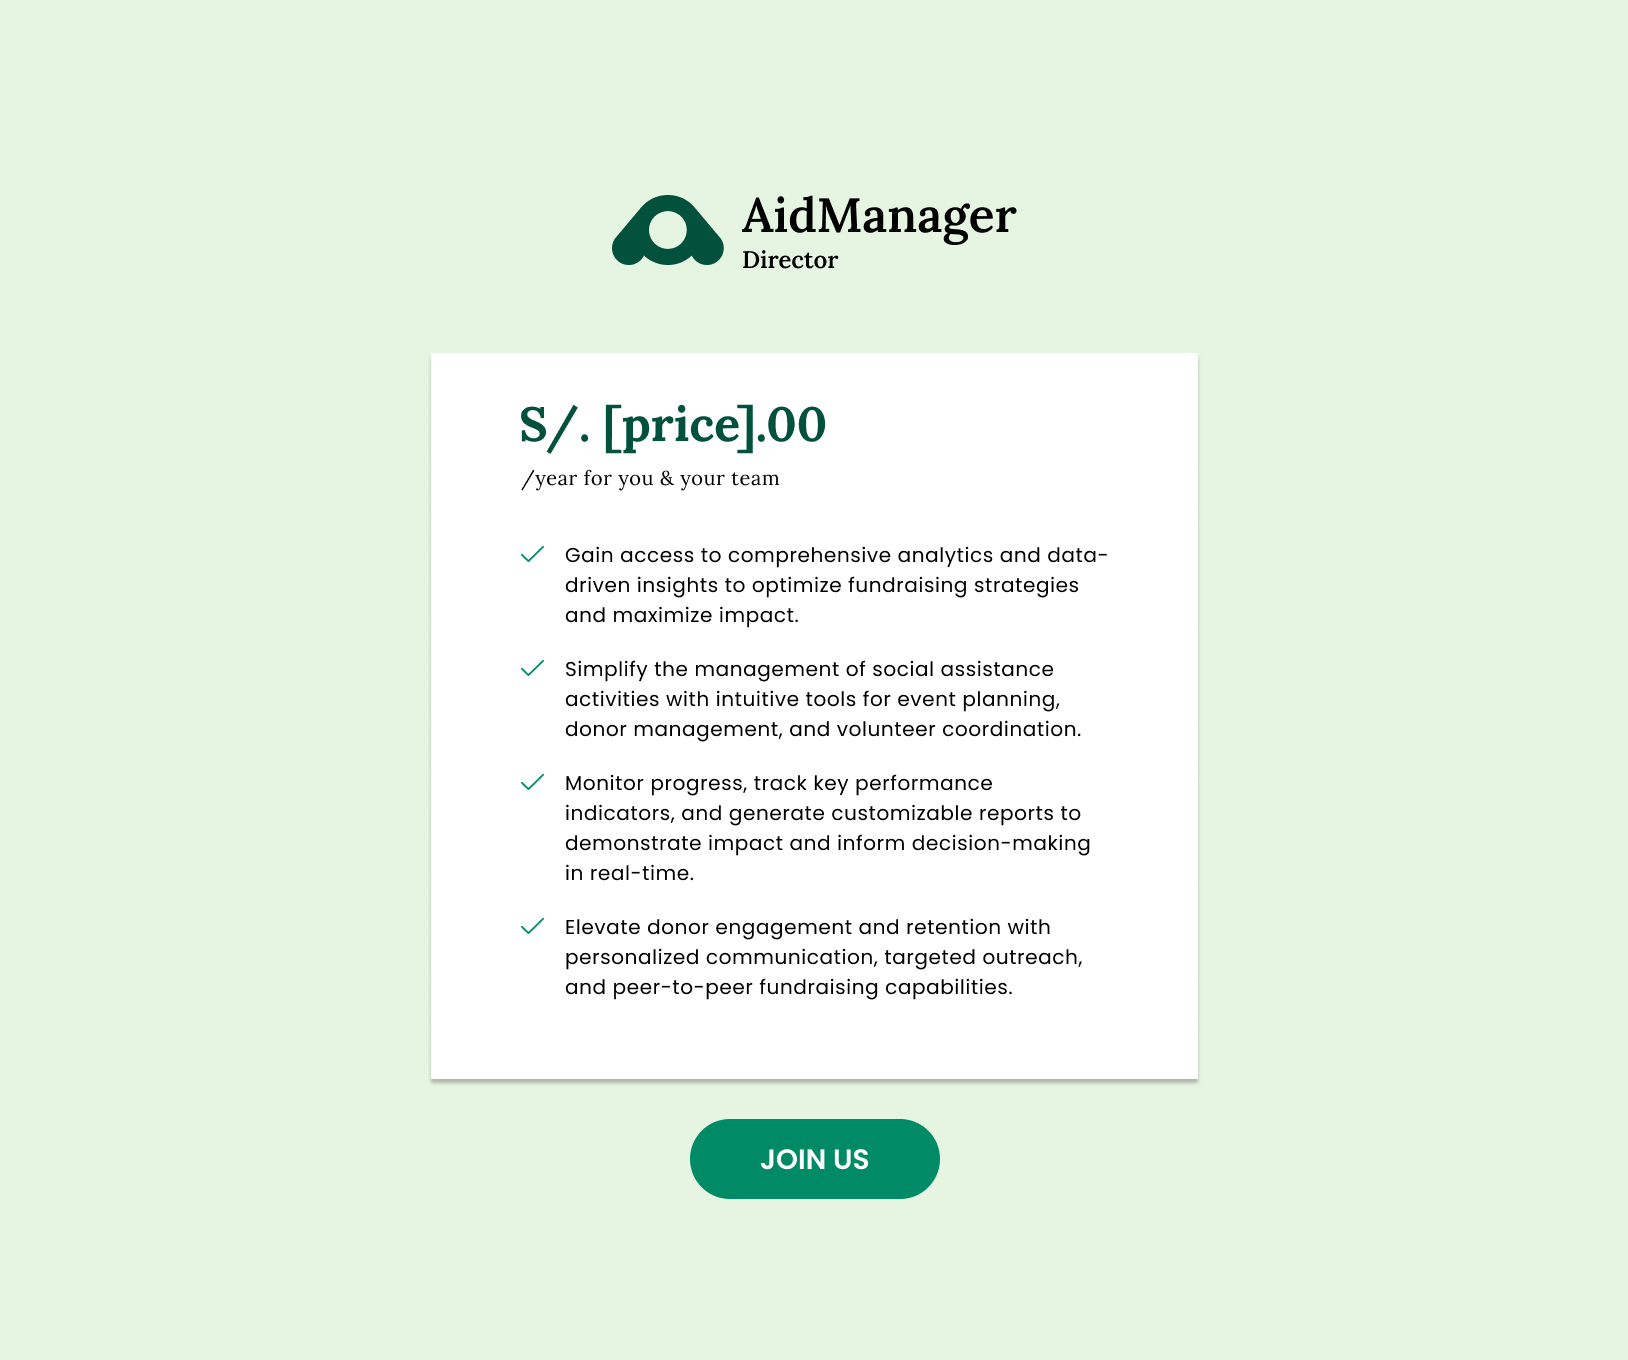 AidManager
Director
S/. [price].00
/year for you & your team
Gain access to comprehensive analytics and data-
driven insights to optimize fundraising strategies
and maximize impact.
Simplify the management of social assistance
activities with intuitive tools for event planning,
donor management, and volunteer coordination.
Monitor progress, track key performance
indicators, and generate customizable reports to
demonstrate impact and inform decision-making
in real-time.
Elevate donor engagement and retention with
personalized communication, targeted outreach,
and peer-to-peer fundraising capabilities.
JOIN US